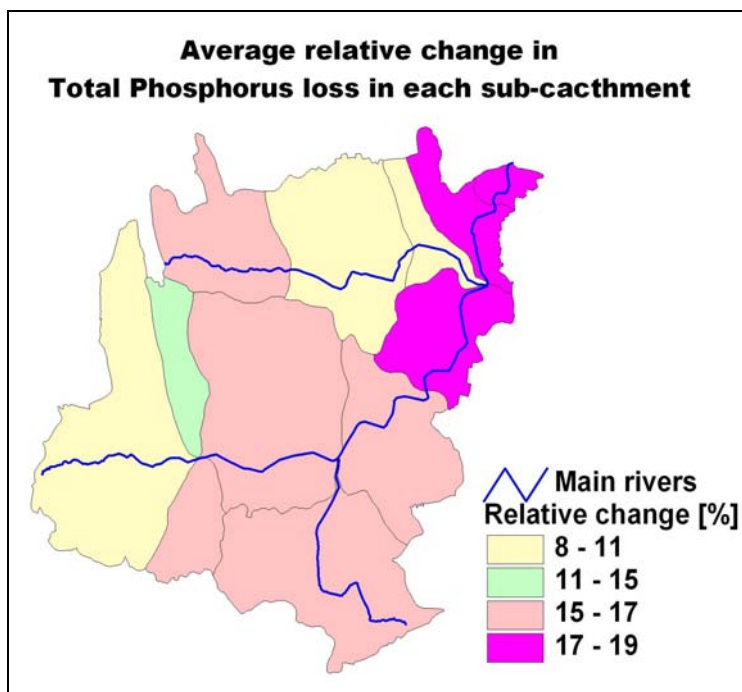 Average relative change in
Total Phosphorus loss in each sub-cacthment
Main rivers
Relative change [%]
8 - 11
11 - 15
15 - 17
17 - 19